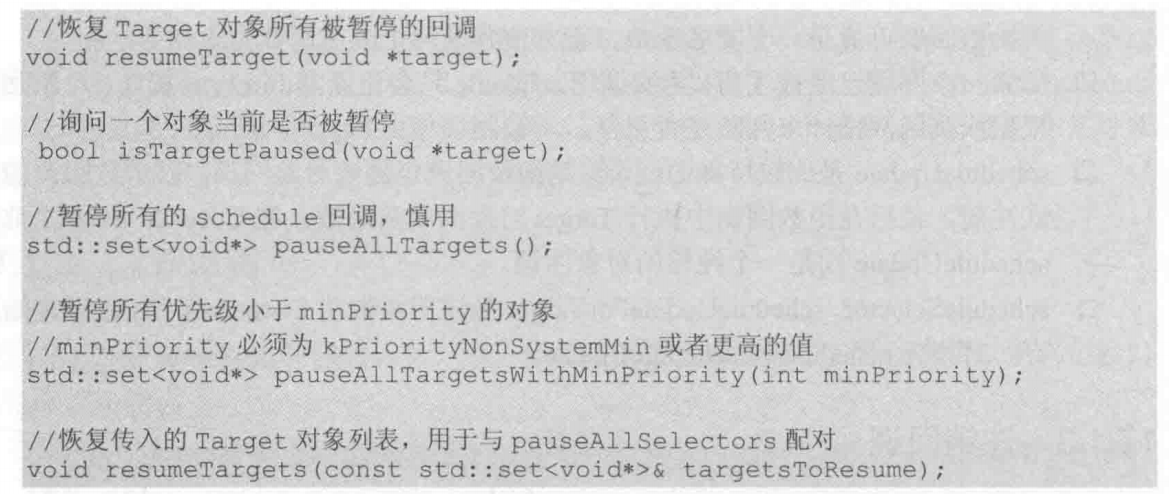 //恢复 Target 对象所有被暂停的回调
void resumeTarget(void *target);
//询问一个对象当前是否被暂停
bool isTargetPaused(void *target);
//暂停所有的 schedule 回调，慎用
std::set<void*> pauseAllTargets();
//暂停所有优先级小于 minPriority 的对象
//minPriority 必须为 kPriorityNonSystemMin 或者更高的值
std::set<void*> pauseAllTargetsWithMinPriority(int minPriority);
//恢复传入的 Target 对象列表，用于与 pauseAllSelectors 配对
void resumeTargets(const std::set<void*>& targetsToResume);